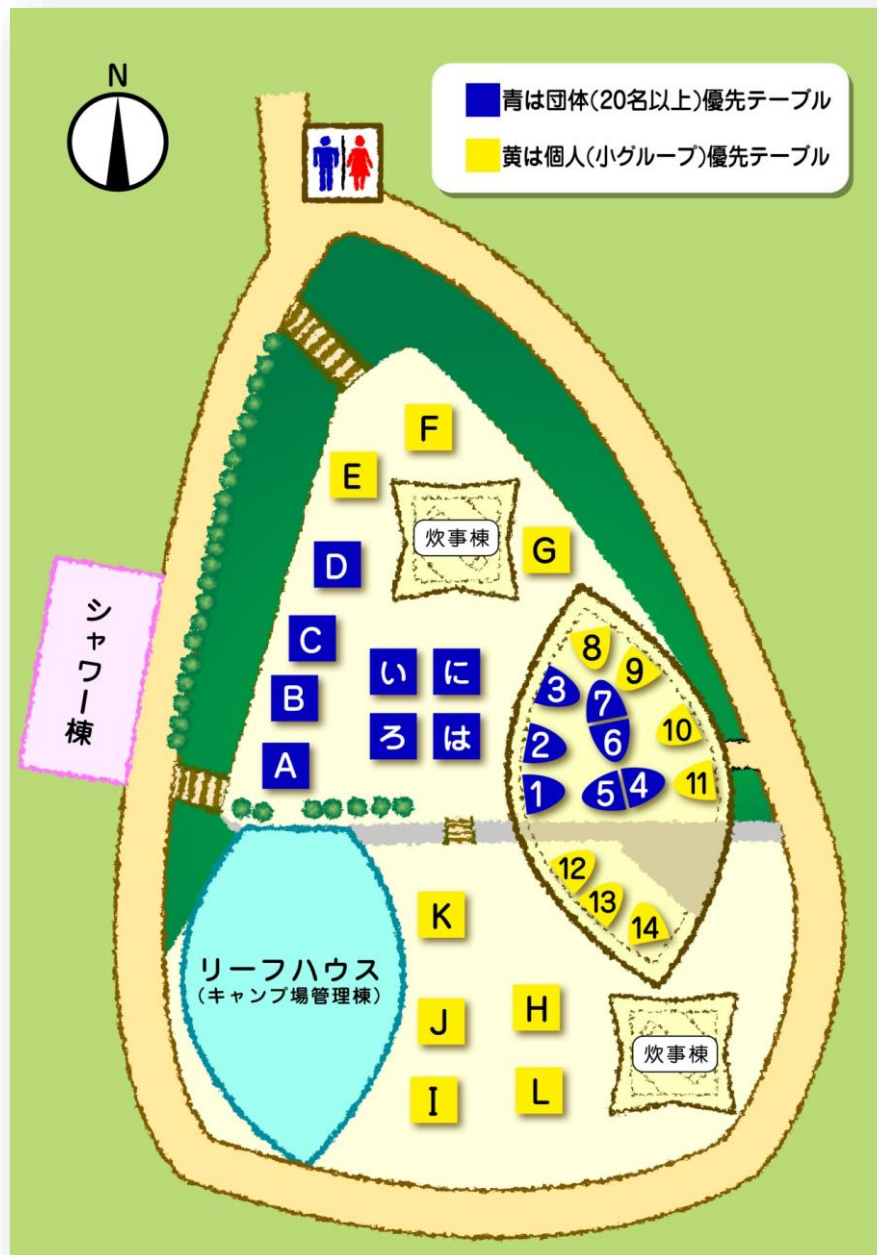 N
青は団体(20名以上)優先テーブル
黄は個人(小グループ)優先テーブル
F
E
炊事棟
G
D
シャワー棟
C
い
に
B
ろ
は
A
8
9
3
7
10
2
6
11
1
5
4
12
13
14
K
リーフハウス
(キャンプ場管理棟)
J
H
炊事棟
I
L